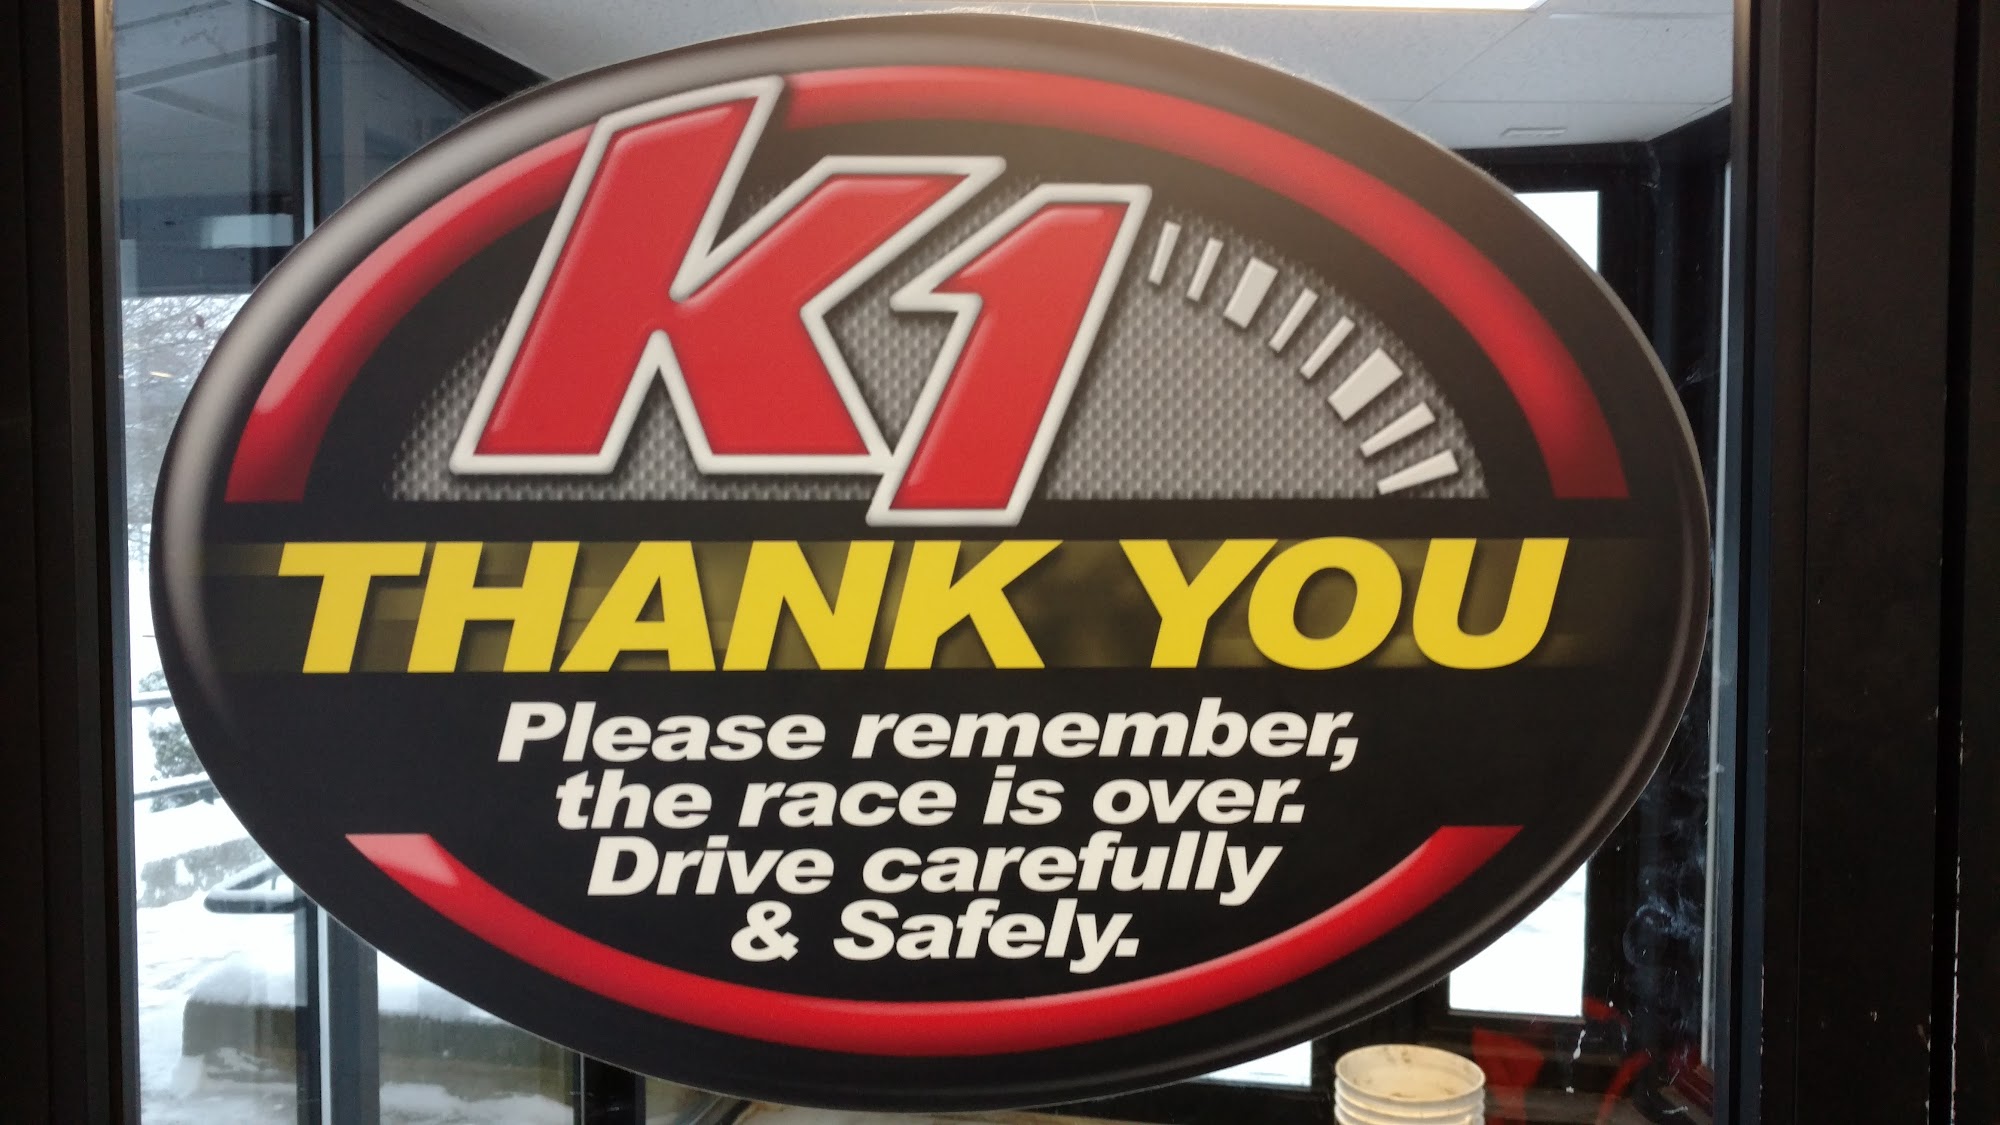 K1
THANK YOU
Please remember,
the race is over.
Drive carefully
& Safely.